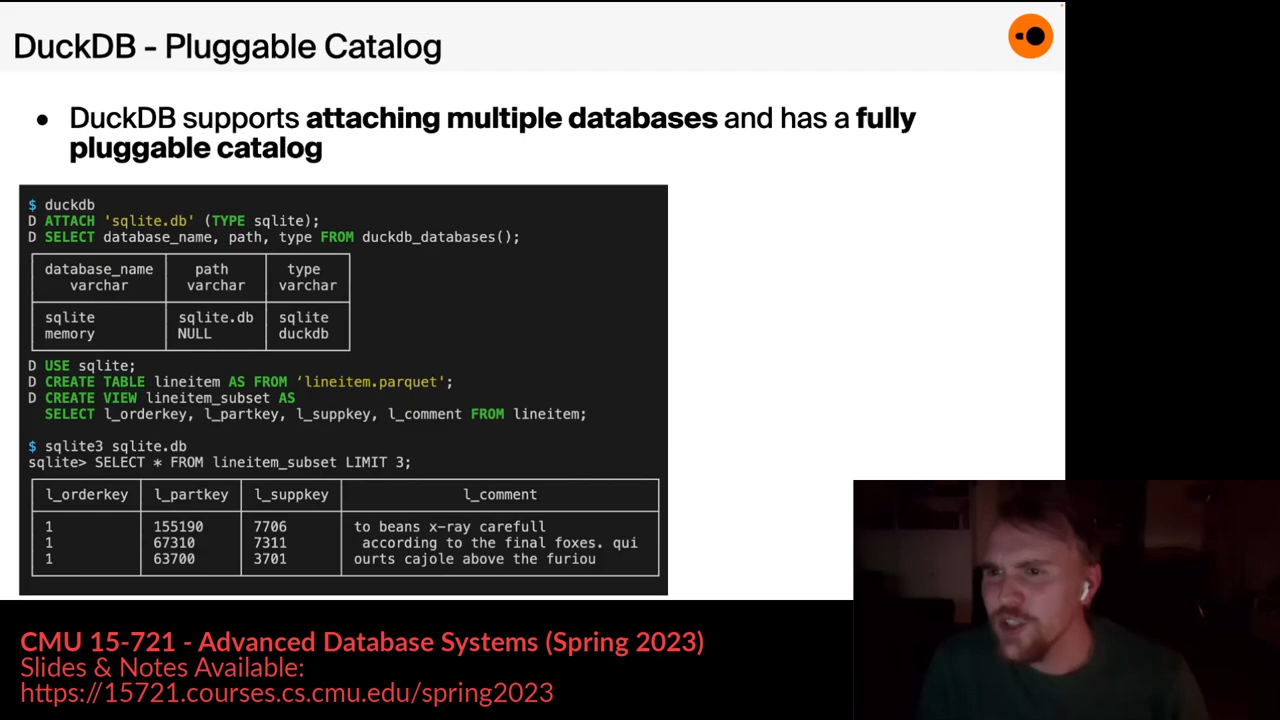 DuckDB - Pluggable Catalog
● DuckDB supports attaching multiple databases and has a fully
pluggable catalog
$ duckdb
D ATTACH 'sqlite.db' (TYPE sqlite);
D SELECT database_name, path, type FROM duckdb_databases();
database_name path type
varchar varchar varchar
sqlite sqlite.db sqlite
memory NULL duckdb
D USE sqlite;
D CREATE TABLE lineitem AS FROM ‘lineitem.parquet';
D CREATE VIEW lineitem_subset AS
SELECT l_orderkey, l_partkey, l_suppkey, l_comment FROM lineitem;
$ sqlite3 sqlite.db
sqlite> SELECT * FROM lineitem_subset LIMIT 3;
l_orderkey l_partkey l_suppkey l_comment
1 155190 7706 to beans x-ray carefull
1 67310 7311 according to the final foxes. qui
1 63700 3701 ourts cajole above the furiou
CMU 15-721 - Advanced Database Systems (Spring 2023)
Slides & Notes Available:
https://15721.courses.cs.cmu.edu/spring2023